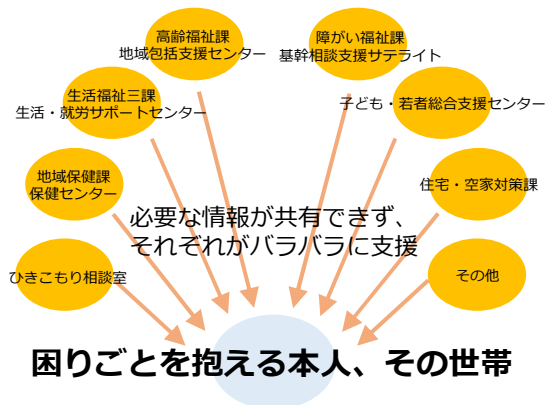 高齢福祉課
地域包括支援センター
障がい福祉課
基幹相談支援サテライト
生活福祉三課
生活・就労サポートセンター
子ども・若者総合支援センター
地域保健課
保健センター
住宅・空家対策課
必要な情報が共有できず、
それぞれがバラバラに支援
ひきこもり相談室
その他
困りごとを抱える本人、その世帯